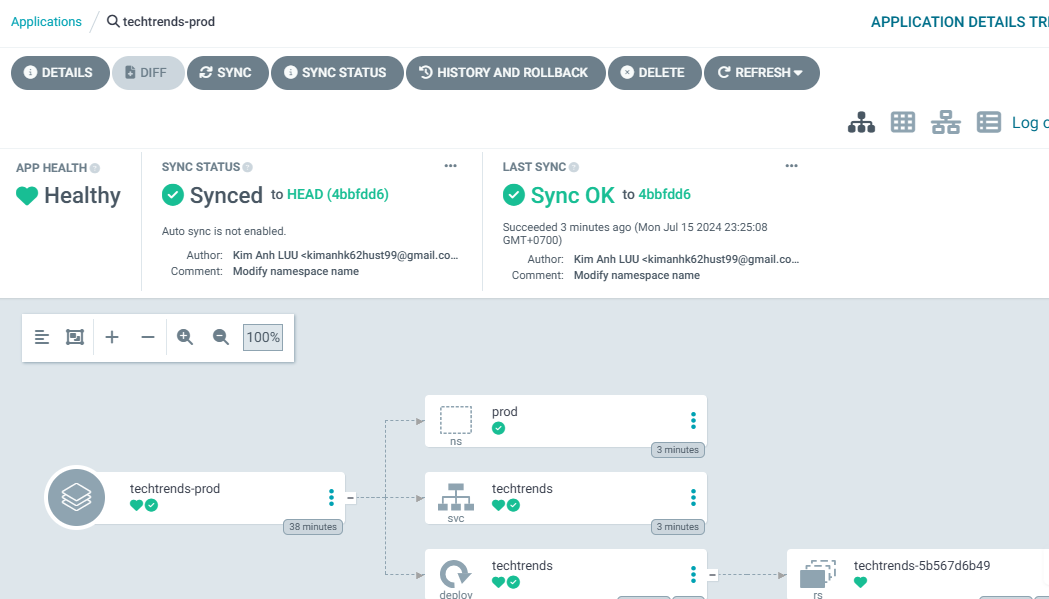 Applications / techtrends-prod
APPLICATION DETAILS TR
DETAILS DIFF SYNC SYNC STATUS HISTORY AND ROLLBACK DELETE REFRESH
Log
APP HEALTH
Healthy
SYNC STATUS
Synced to HEAD (4bbfdd6)
Auto sync is not enabled.
Author: Kim Anh LUU <kimanhk62hust99@gmail.co...
Comment: Modify namespace name
LAST SYNC
Sync OK to 4bbfdd6
Succeeded 3 minutes ago (Mon Jul 15 2024 23:25:08
GMT+0700)
Author: Kim Anh LUU <kimanhk62hust99@gmail.co...
Comment: Modify namespace name
100%
techtrends-prod
38 minutes
prod
ns
3 minutes
techtrends
svc
3 minutes
techtrends
deploy
techtrends-5b567d6b49
rs